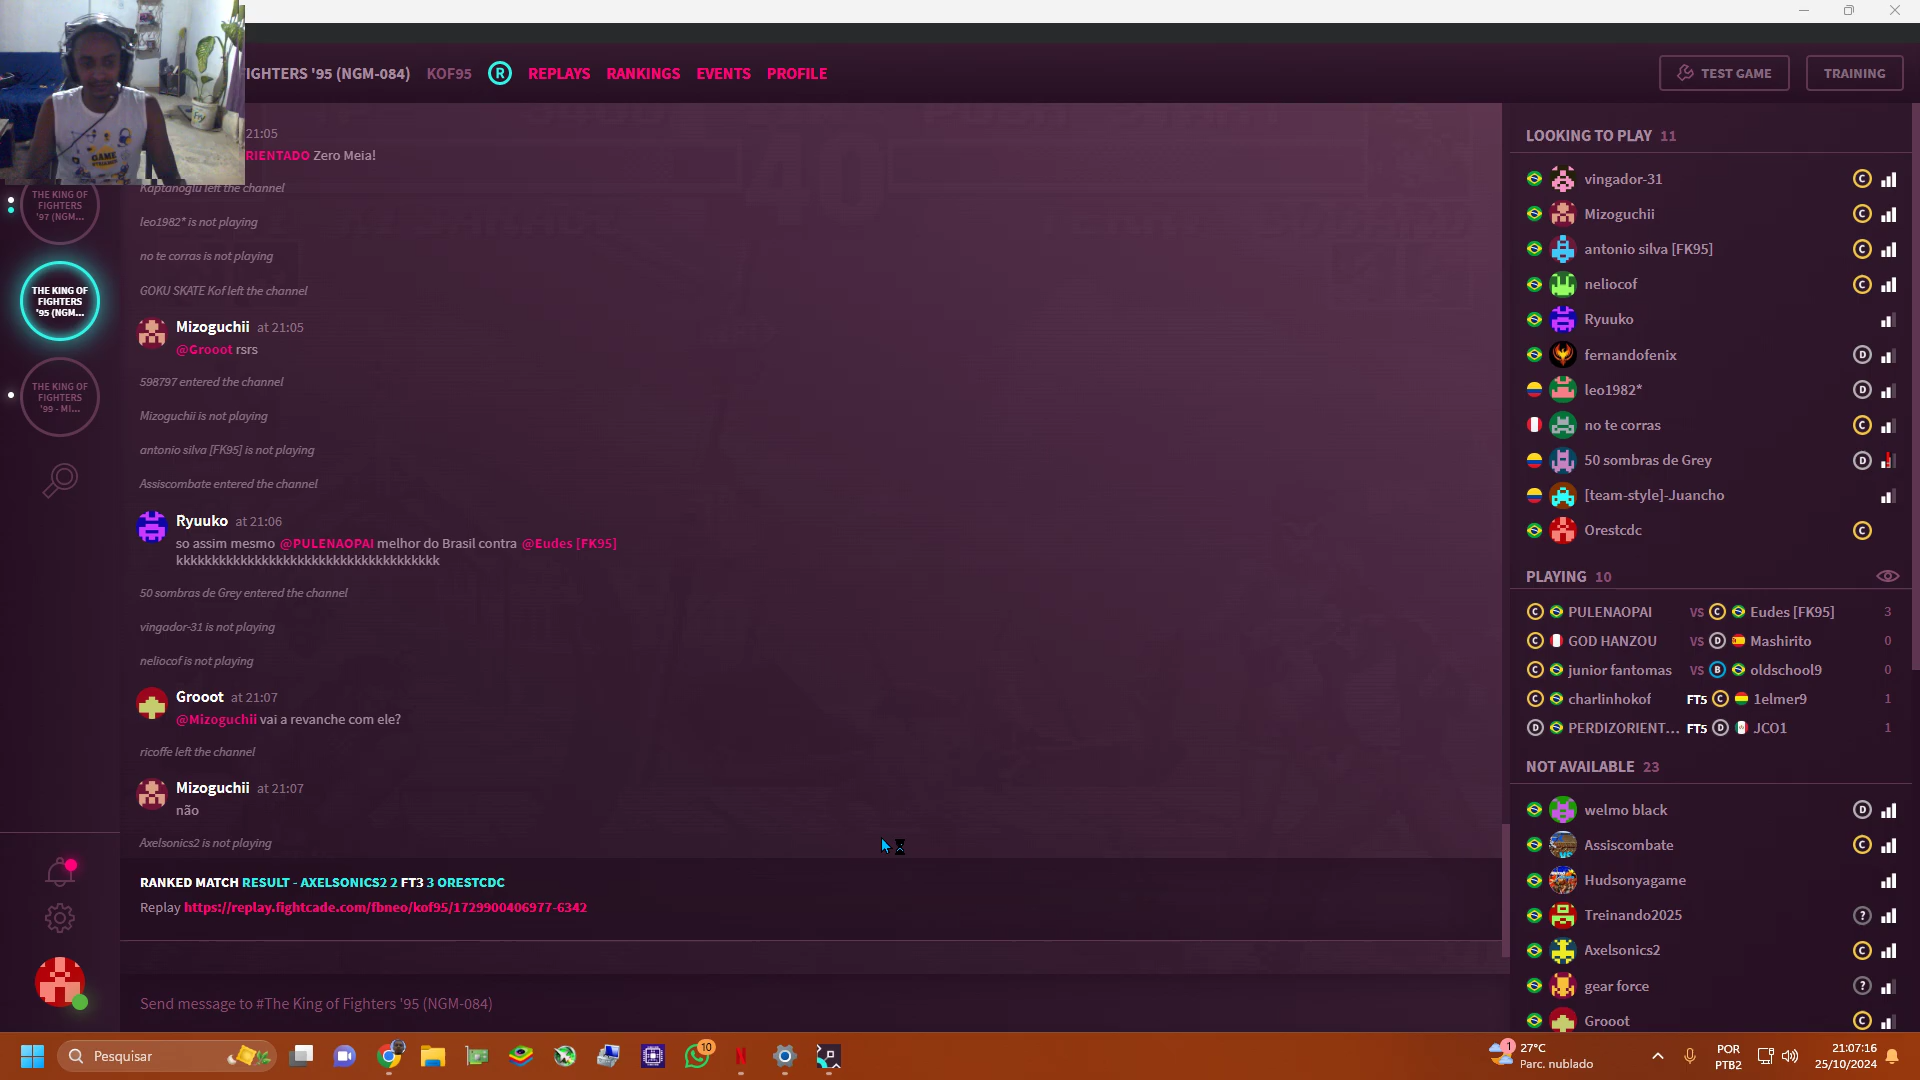 IGHTERS '95 (NGM-084) KOF95 R REPLAYS RANKINGS EVENTS PROFILE
TEST GAME
TRAINING
THE KING OF
FIGHTERS
'97 (NGM...
THE KING OF
FIGHTERS
'95 (NGM...
THE KING OF
FIGHTERS
'99 - MI...
21:05
RIENTADO Zero Meia!
Kaptanoglu left the channel
leo1982* is not playing
no te corras is not playing
GOKU SKATE Kof left the channel
Mizoguchii at 21:05
@Grooot rsrs
598797 entered the channel
Mizoguchii is not playing
antonio silva [FK95] is not playing
Assiscombate entered the channel
Ryuuko at 21:06
so assim mesmo @PULENAOPAI melhor do Brasil contra @Eudes [FK95]
kkkkkkkkkkkkkkkkkkkkkkkkkkkkkkkkkkkkk
50 sombras de Grey entered the channel
vingador-31 is not playing
neliocof is not playing
Grooot at 21:07
@Mizoguchii vai a revanche com ele?
ricoffe left the channel
Mizoguchii at 21:07
não
Axelsonics2 is not playing
RANKED MATCH RESULT - AXELSONICS2 2 FT3 3 ORESTCDC
Replay https://replay.fightcade.com/fbneo/kof95/1729900406977-6342
Send message to #The King of Fighters '95 (NGM-084)
LOOKING TO PLAY 11
vingador-31 C
Mizoguchii C
antonio silva [FK95] C
neliocof C
Ryuuko
fernandofenix D
leo1982* D
no te corras C
50 sombras de Grey D
[team-style]-Juancho
Orestcdc C
PLAYING 10
C PULENAOPAI VS C Eudes [FK95] 3
C GOD HANZOU VS D Mashirito 0
C junior fantomas VS B oldschool9 0
C charlinhokof FT5 C 1elmer9 1
D PERDIZORIENT... FT5 D JCO1 1
NOT AVAILABLE 23
welmo black D
Assiscombate C
Hudsonyagame
Treinando2025 ?
Axelsonics2 C
gear force ?
Grooot C
Pesquisar
10
1
27°C
Parc. nublado
POR
PTB2
21:07:16
25/10/2024